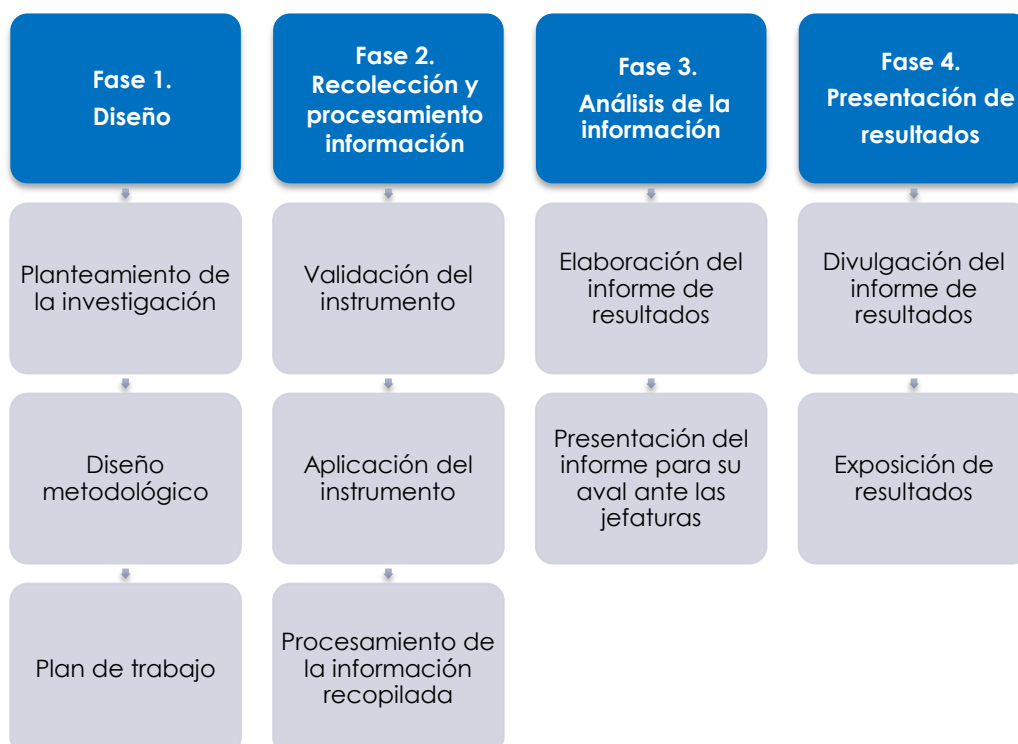 Fase 1.
Diseño
Planteamiento de
la investigación
Diseño
metodológico
Plan de trabajo
Fase 2.
Recolección y
procesamiento
información
Validación del
instrumento
Aplicación del
instrumento
Procesamiento de
la información
recopilada
Fase 3.
Análisis de la
información
Elaboración del
informe de
resultados
Presentación del
informe para su
aval ante las
jefaturas
Fase 4.
Presentación de
resultados
Divulgación del
informe de
resultados
Exposición de
resultados